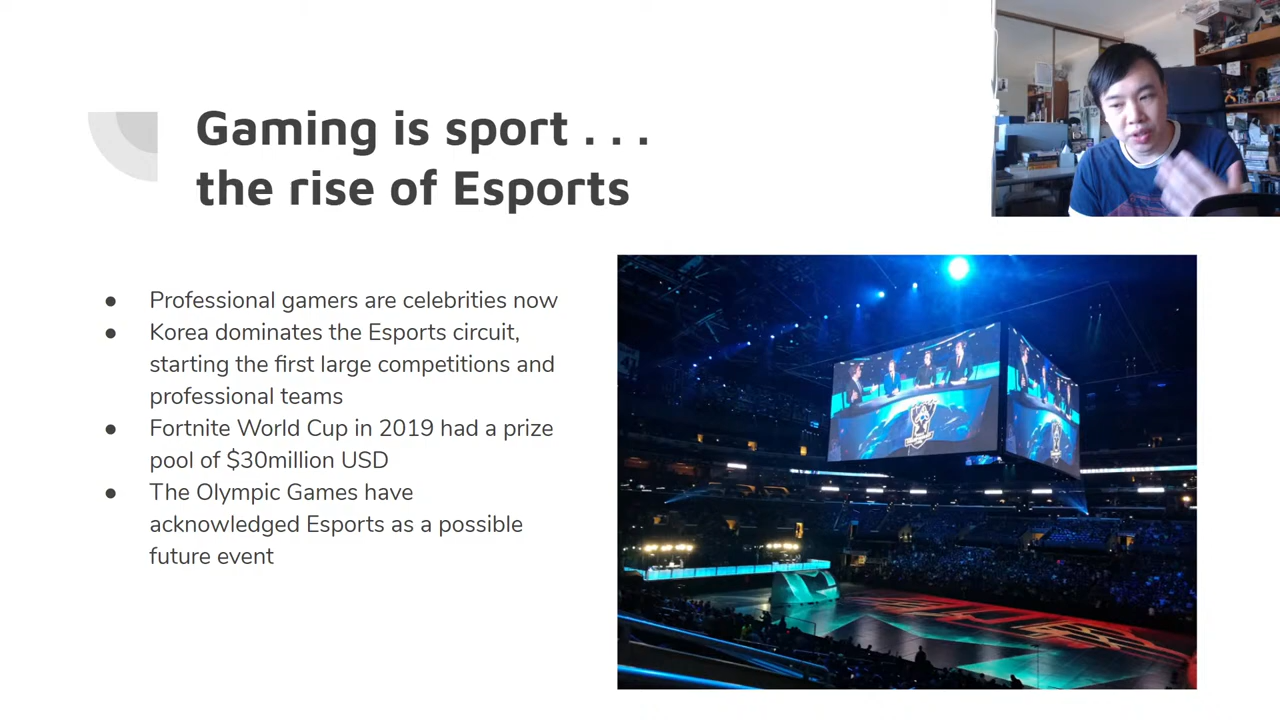 Gaming is sport . . .
the rise of Esports
● Professional gamers are celebrities now
● Korea dominates the Esports circuit,
starting the first large competitions and
professional teams
● Fortnite World Cup in 2019 had a prize
pool of $30million USD
● The Olympic Games have
acknowledged Esports as a possible
future event